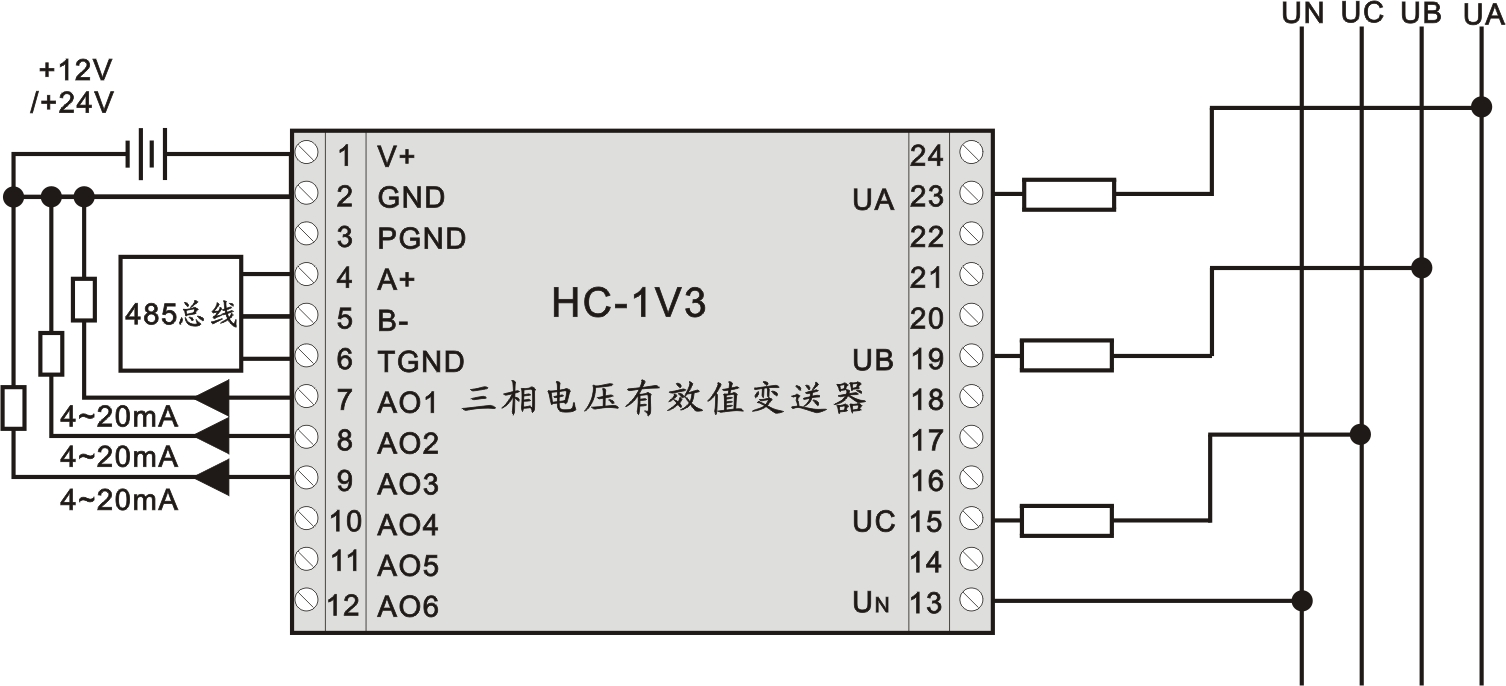 UN UC UB UA
+12V
/+24V
1 V+
2 GND
3 PGND
4 A+
5 B-
6 TGND
7 AO1
8 AO2
9 AO3
10 AO4
11 AO5
12 AO6
485总线
4~20mA
4~20mA
4~20mA
HC-1V3
三相电压有效值变送器
24
UA 23
22
21
20
UB 19
18
17
16
UC 15
14
UN 13